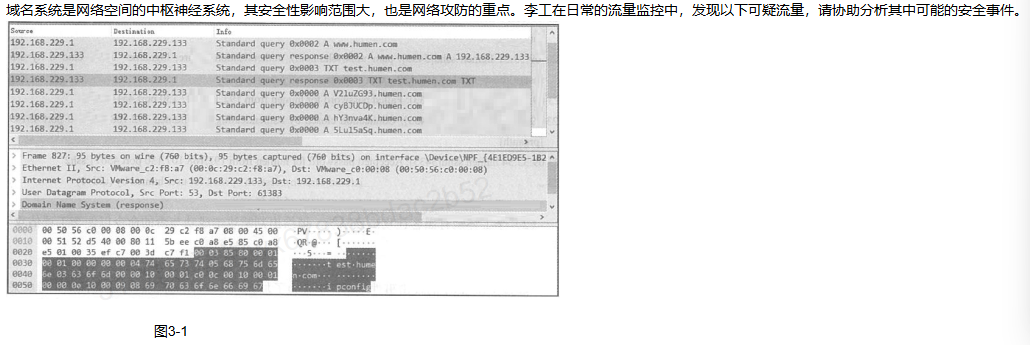 域名系统是网络空间的中枢神经系统，其安全性影响范围大，也是网络攻防的重点。李工在日常的流量监控中，发现以下可疑流量，请协助分析其中可能的安全事件。
Source Destination Info
192.168.229.1 192.168.229.133 Standard query 0x0002 A www.humen.com
192.168.229.133 192.168.229.1 Standard query response 0x0002 A www.humen.com A 192.168.229.133
192.168.229.1 192.168.229.133 Standard query 0x0003 TXT test.humen.com
192.168.229.133 192.168.229.1 Standard query response 0x0003 TXT test.humen.com TXT
192.168.229.1 192.168.229.133 Standard query 0x0000 A V2luZG93.humen.com
192.168.229.1 192.168.229.133 Standard query 0x0000 A cyBJUCDp.humen.com
192.168.229.1 192.168.229.133 Standard query 0x0000 A hY3nva4K.humen.com
192.168.229.1 192.168.229.133 Standard query 0x0000 A 5Lu15aSq.humen.com
> Frame 827: 95 bytes on wire (760 bits), 95 bytes captured (760 bits) on interface \Device\NPF_{4E1ED9E5-1B2
> Ethernet II, Src: VMware_c2:f8:a7 (00:0c:29:c2:f8:a7), Dst: VMware_c0:00:08 (00:50:56:c0:00:08)
> Internet Protocol Version 4, Src: 192.168.229.133, Dst: 192.168.229.1
> User Datagram Protocol, Src Port: 53, Dst Port: 61383
> Domain Name System (response)
0000 00 50 56 c0 00 08 00 0c 29 c2 f8 a7 08 00 45 00 ·PV·····)·····E·
0010 00 51 52 d5 40 00 80 11 5b ee c0 a8 e5 85 c0 a8 ·QR·@···[·······
0020 e5 01 00 35 ef c7 00 3d c7 f1 00 03 85 80 00 01 ···5···=········
0030 00 01 00 00 00 00 04 74 65 73 74 05 68 75 6d 65 ·······t est·hume
0040 6e 03 63 6f 6d 00 00 10 00 01 c0 0c 00 10 00 01 n·com···········
0050 00 00 0e 10 00 09 08 69 70 63 6f 6e 66 69 67 ·······i pconfig
图3-1